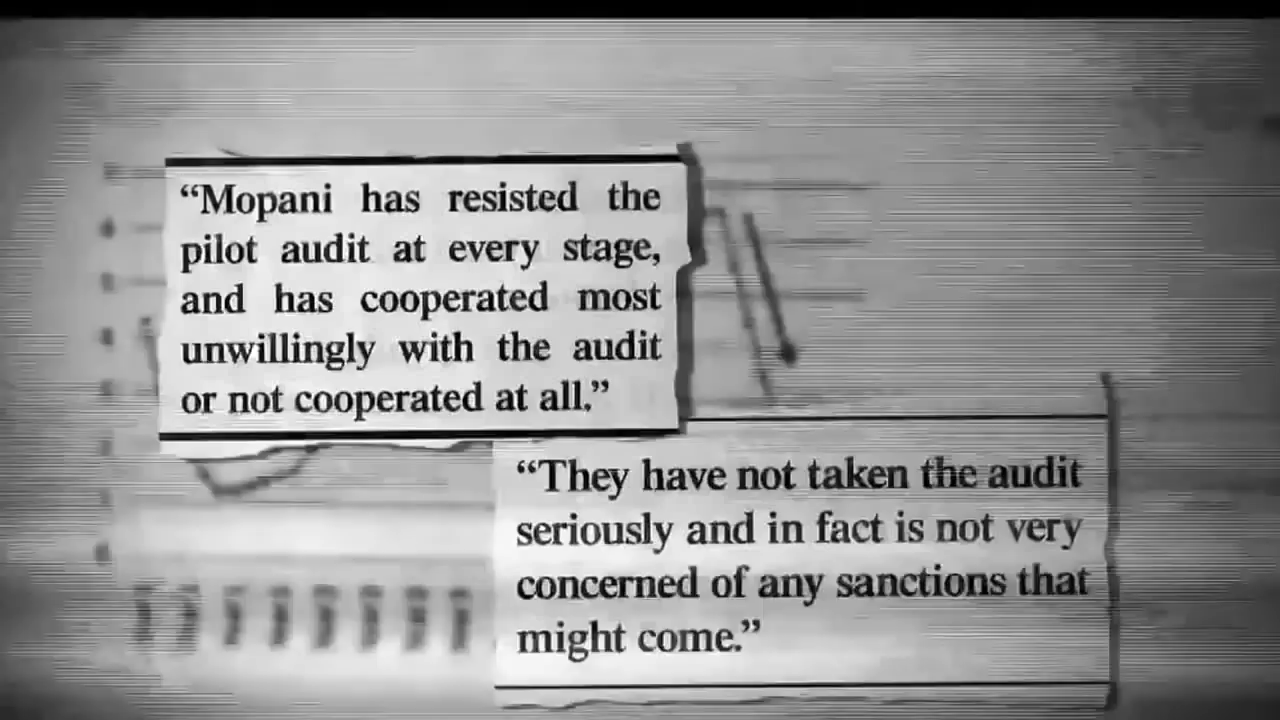 “Mopani has resisted the
pilot audit at every stage,
and has cooperated most
unwillingly with the audit
or not cooperated at all.”
“They have not taken the audit
seriously and in fact is not very
concerned of any sanctions that
might come.”